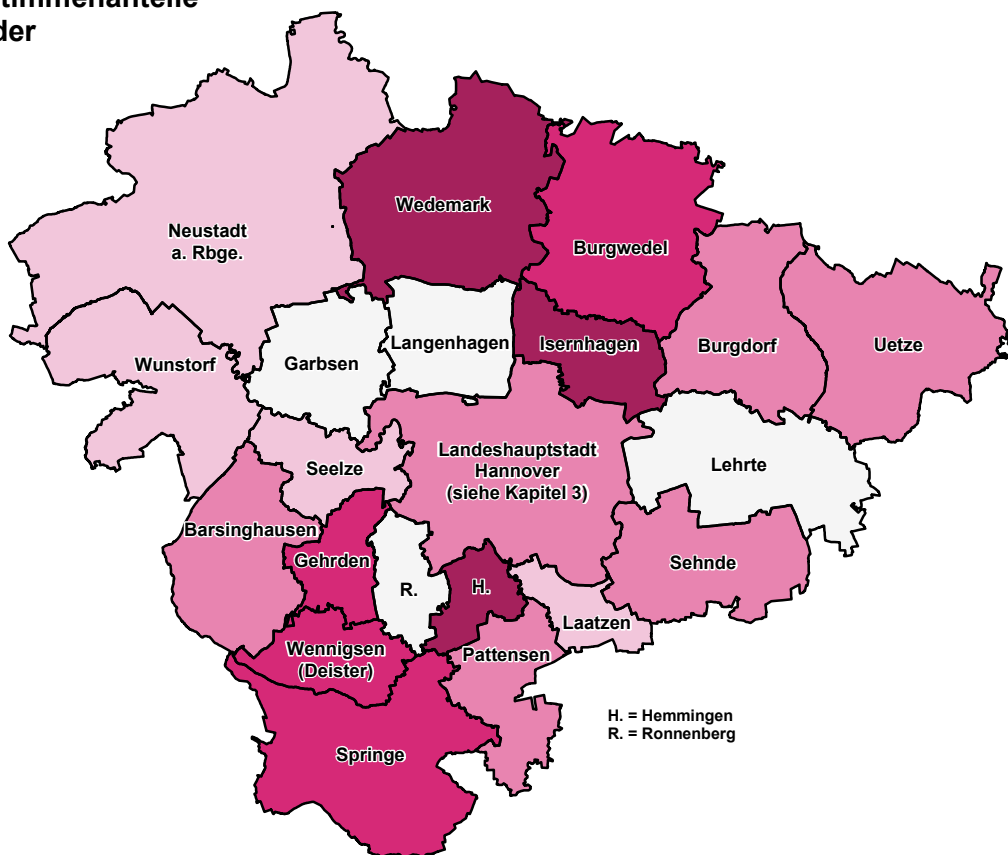 der
Wedemark
Neustadt
a. Rbge.
Burgwedel
Langenhagen
Isernhagen
Burgdorf
Uetze
Wunstorf
Garbsen
Landeshauptstadt
Hannover
(siehe Kapitel 3)
Seelze
Lehrte
Barsinghausen
Gehrden
Sehnde
R.
H.
Laatzen
Wennigsen
(Deister)
Pattensen
H. = Hemmingen
R. = Ronnenberg
Springe